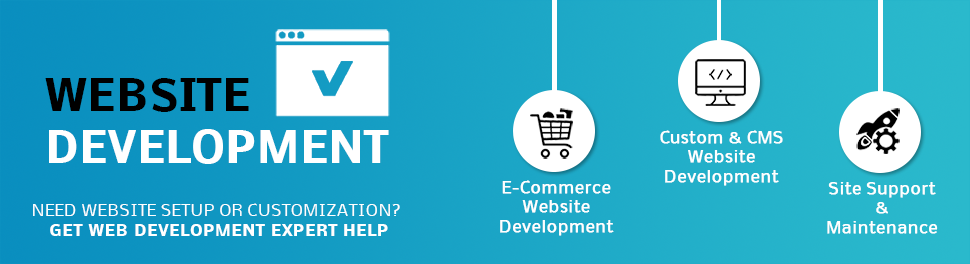 WEBSITE
DEVELOPMENT
NEED WEBSITE SETUP OR CUSTOMIZATION?
GET WEB DEVELOPMENT EXPERT HELP
E-Commerce
Website
Development
</>
Custom & CMS
Website
Development
Site Support
&
Maintenance